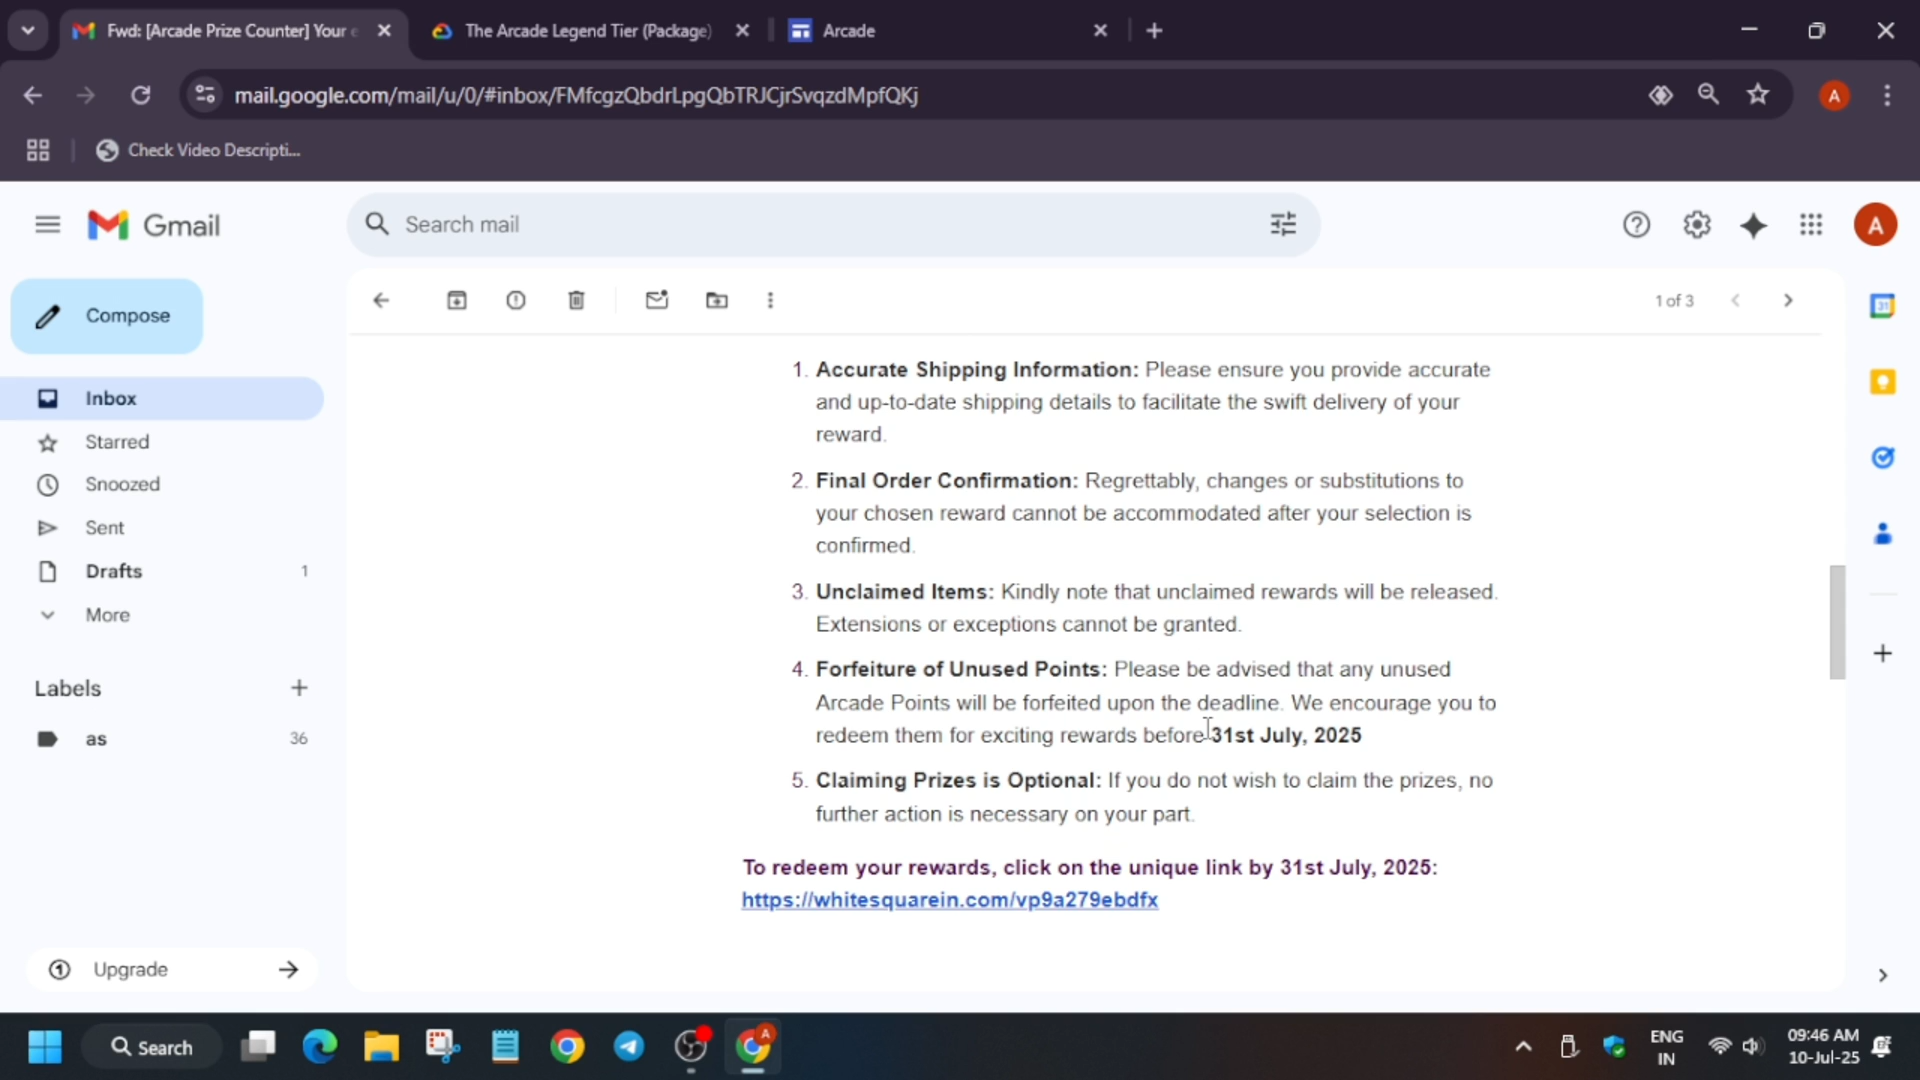 Fwd: [Arcade Prize Counter] Your e
The Arcade Legend Tier (Package)
Arcade
mail.google.com/mail/u/0/#inbox/FMfcgzQbdrLpgQbTRJCjrSvqzdMpfQKj
A
Check Video Descripti...
Gmail
Search mail
A
Compose
1 of 3
Inbox
Starred
Snoozed
Sent
Drafts 1
More
Labels
as 36
Upgrade
1. Accurate Shipping Information: Please ensure you provide accurate
and up-to-date shipping details to facilitate the swift delivery of your
reward.
2. Final Order Confirmation: Regrettably, changes or substitutions to
your chosen reward cannot be accommodated after your selection is
confirmed.
3. Unclaimed Items: Kindly note that unclaimed rewards will be released.
Extensions or exceptions cannot be granted.
4. Forfeiture of Unused Points: Please be advised that any unused
Arcade Points will be forfeited upon the deadline. We encourage you to
redeem them for exciting rewards before 31st July, 2025
5. Claiming Prizes is Optional: If you do not wish to claim the prizes, no
further action is necessary on your part.
To redeem your rewards, click on the unique link by 31st July, 2025:
https://whitesquarein.com/vp9a279ebdfx
31
Search
A
ENG
IN
09:46 AM
10-Jul-25